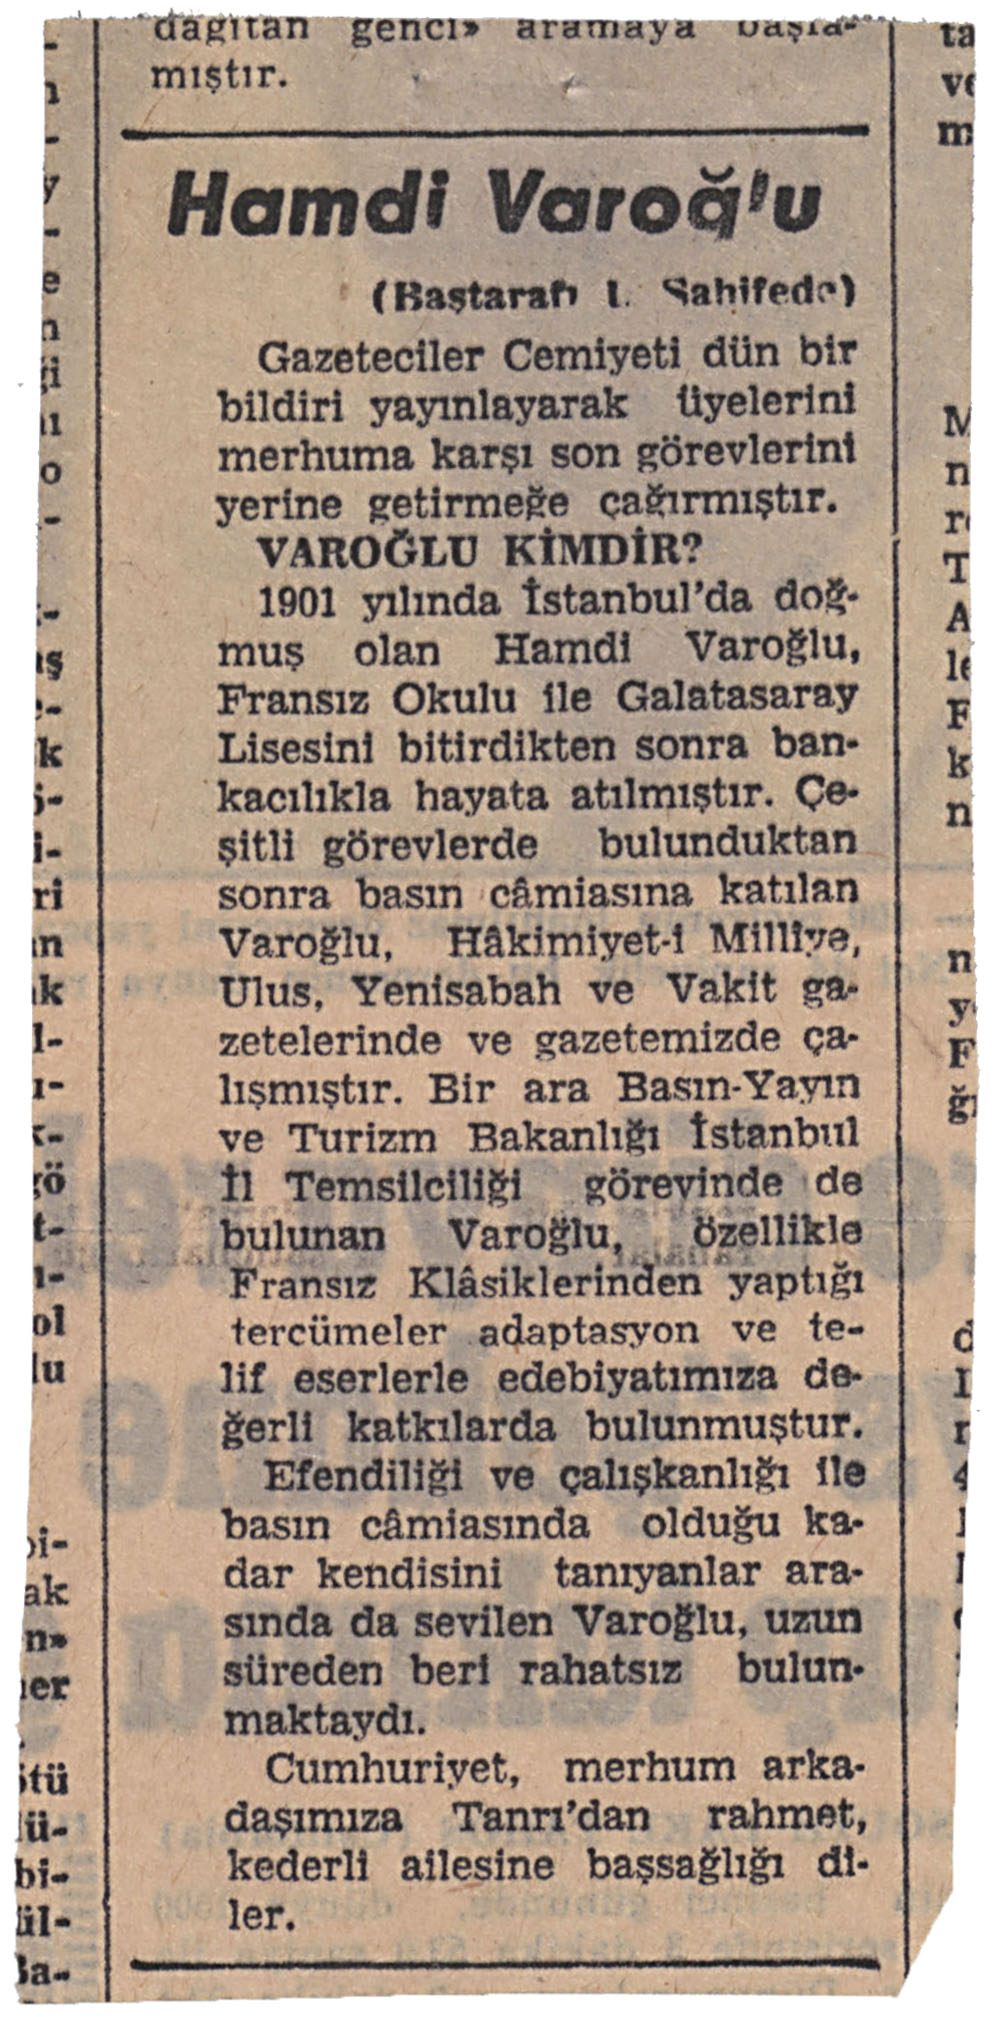 dağıtan genci» aramaya başla-
mıştır.
Hamdi Varoğlu
(Baştarafı 1. Sahifede)
Gazeteciler Cemiyeti dün bir
bildiri yayınlayarak üyelerini
merhuma karşı son görevlerini
yerine getirmeğe çağırmıştır.
VAROĞLU KİMDİR?
1901 yılında İstanbul'da doğ-
muş olan Hamdi Varoğlu,
Fransız Okulu ile Galatasaray
Lisesini bitirdikten sonra ban-
kacılıkla hayata atılmıştır. Çe-
şitli görevlerde bulunduktan
sonra basın câmiasına katılan
Varoğlu, Hâkimiyet-i Milliye,
Ulus, Yenisabah ve Vakit ga-
zetelerinde ve gazetemizde ça-
lışmıştır. Bir ara Basın-Yayın
ve Turizm Bakanlığı İstanbul
İl Temsilciliği görevinde de
bulunan Varoğlu, özellikle
Fransız Klâsiklerinden yaptığı
tercümeler adaptasyon ve te-
lif eserlerle edebiyatımıza de-
ğerli katkılarda bulunmuştur.
Efendiliği ve çalışkanlığı ile
basın câmiasında olduğu ka-
dar kendisini tanıyanlar ara-
sında da sevilen Varoğlu, uzun
süreden beri rahatsız bulun-
maktaydı.
Cumhuriyet, merhum arka-
daşımıza Tanrı'dan rahmet,
kederli ailesine başsağlığı di-
ler.